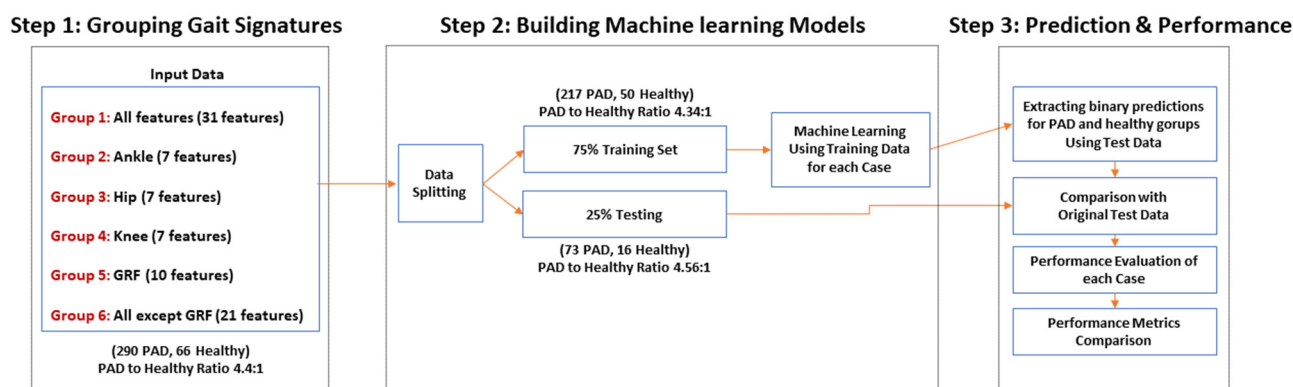 Step 1: Grouping Gait Signatures
Input Data
Group 1: All features (31 features)
Group 2: Ankle (7 features)
Group 3: Hip (7 features)
Group 4: Knee (7 features)
Group 5: GRF (10 features)
Group 6: All except GRF (21 features)
(290 PAD, 66 Healthy)
PAD to Healthy Ratio 4.4:1
Step 2: Building Machine learning Models
Data
Splitting
(217 PAD, 50 Healthy)
PAD to Healthy Ratio 4.34:1
75% Training Set
25% Testing
(73 PAD, 16 Healthy)
PAD to Healthy Ratio 4.56:1
Machine Learning
Using Training Data
for each Case
Step 3: Prediction & Performance
Extracting binary predictions
for PAD and healthy gorups
Using Test Data
Comparison with
Original Test Data
Performance Evaluation of
each Case
Performance Metrics
Comparison